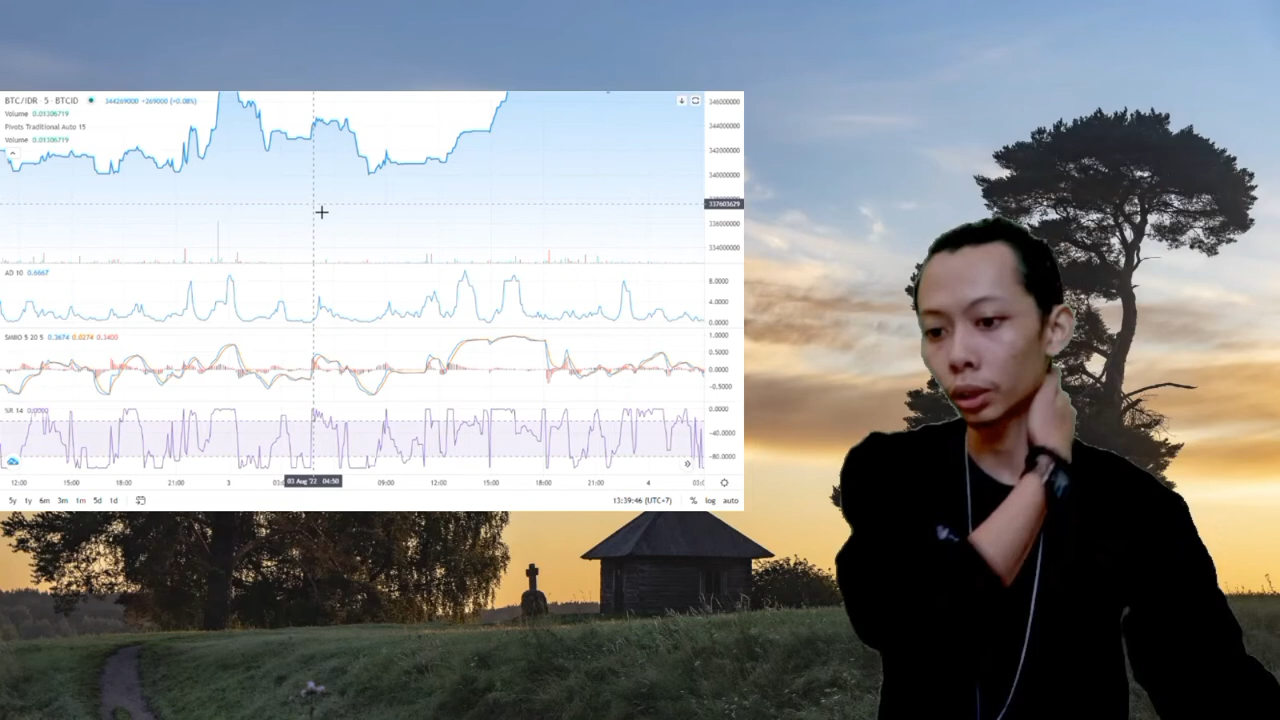 BTC/IDR · 5 · BTCID 344269000 +269000 (+0.08%)
Volume 0.01306719
Pivots Traditional Auto 15
Volume 0.01306719
346000000
344000000
342000000
340000000
337603629
336000000
334000000
AD 10 0.6667
8.0000
4.0000
0.0000
SMIIO 5 20 5 0.3674 0.0274 0.3400
1.0000
0.5000
0.0000
-0.5000
%R 14 0.0000
0.0000
-40.0000
-80.0000
12:00 15:00 18:00 21:00 3 03 Aug '22 04:50 09:00 12:00 15:00 18:00 21:00 4
5y 1y 6m 3m 1m 5d 1d 13:39:46 (UTC+7) % log auto